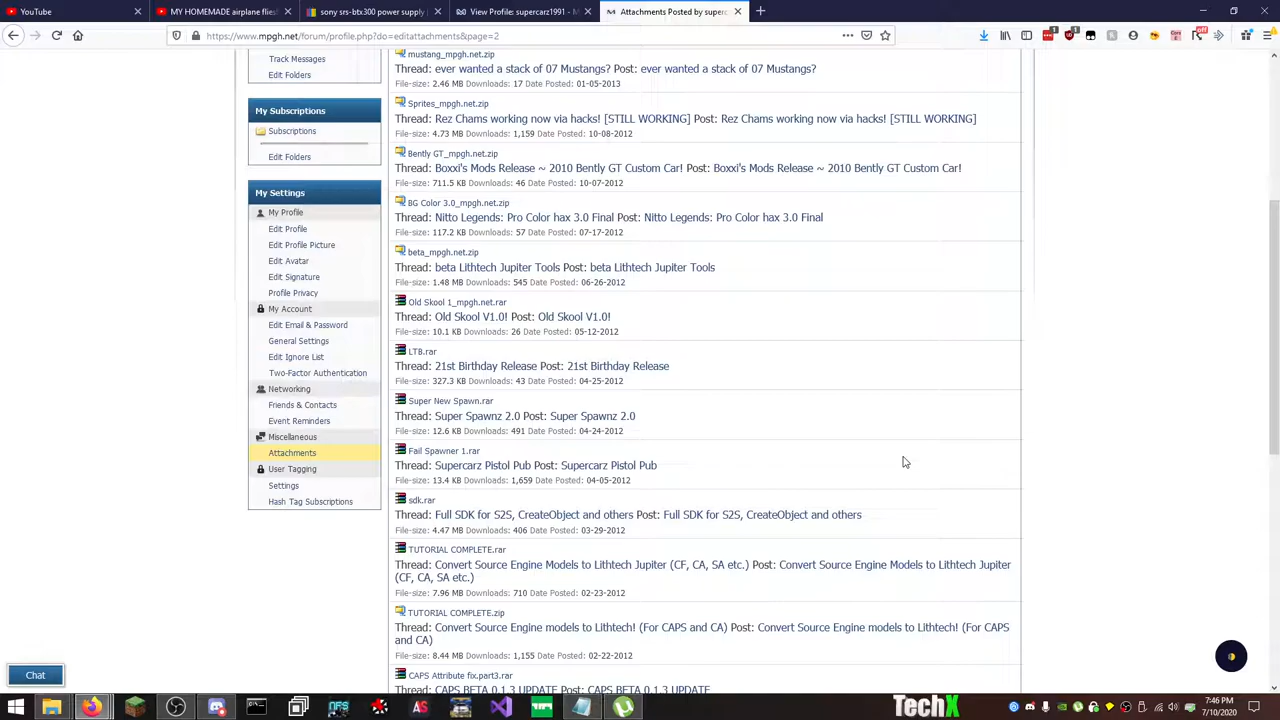 YouTube
MY HOMEMADE airplane flies
sony srs-btx300 power supply
View Profile: supercarz1991 - M
Attachments Posted by superc
https://www.mpgh.net/forum/profile.php?do=editattachments&page=2
Track Messages
Edit Folders
My Subscriptions
Subscriptions
Edit Folders
My Settings
My Profile
Edit Profile
Edit Profile Picture
Edit Avatar
Edit Signature
Profile Privacy
My Account
Edit Email & Password
General Settings
Edit Ignore List
Two-Factor Authentication
Networking
Friends & Contacts
Event Reminders
Miscellaneous
Attachments
User Tagging
Settings
Hash Tag Subscriptions
mustang_mpgh.net.zip
Thread: ever wanted a stack of 07 Mustangs? Post: ever wanted a stack of 07 Mustangs?
File-size: 2.46 MB Downloads: 17 Date Posted: 01-05-2013
Sprites_mpgh.net.zip
Thread: Rez Chams working now via hacks! [STILL WORKING] Post: Rez Chams working now via hacks! [STILL WORKING]
File-size: 4.73 MB Downloads: 1,159 Date Posted: 10-08-2012
Bently GT_mpgh.net.zip
Thread: Boxxi's Mods Release ~ 2010 Bently GT Custom Car! Post: Boxxi's Mods Release ~ 2010 Bently GT Custom Car!
File-size: 711.5 KB Downloads: 46 Date Posted: 10-07-2012
BG Color 3.0_mpgh.net.zip
Thread: Nitto Legends: Pro Color hax 3.0 Final Post: Nitto Legends: Pro Color hax 3.0 Final
File-size: 117.2 KB Downloads: 57 Date Posted: 07-17-2012
beta_mpgh.net.zip
Thread: beta Lithtech Jupiter Tools Post: beta Lithtech Jupiter Tools
File-size: 1.48 MB Downloads: 545 Date Posted: 06-26-2012
Old Skool 1_mpgh.net.rar
Thread: Old Skool V1.0! Post: Old Skool V1.0!
File-size: 10.1 KB Downloads: 26 Date Posted: 05-12-2012
LTB.rar
Thread: 21st Birthday Release Post: 21st Birthday Release
File-size: 327.3 KB Downloads: 43 Date Posted: 04-25-2012
Super New Spawn.rar
Thread: Super Spawnz 2.0 Post: Super Spawnz 2.0
File-size: 12.6 KB Downloads: 491 Date Posted: 04-24-2012
Fail Spawner 1.rar
Thread: Supercarz Pistol Pub Post: Supercarz Pistol Pub
File-size: 13.4 KB Downloads: 1,659 Date Posted: 04-05-2012
sdk.rar
Thread: Full SDK for S2S, CreateObject and others Post: Full SDK for S2S, CreateObject and others
File-size: 4.47 MB Downloads: 406 Date Posted: 03-29-2012
TUTORIAL COMPLETE.rar
Thread: Convert Source Engine Models to Lithtech Jupiter (CF, CA, SA etc.) Post: Convert Source Engine Models to Lithtech Jupiter
(CF, CA, SA etc.)
File-size: 7.96 MB Downloads: 710 Date Posted: 02-23-2012
TUTORIAL COMPLETE.zip
Thread: Convert Source Engine models to Lithtech! (For CAPS and CA) Post: Convert Source Engine models to Lithtech! (For CAPS
and CA)
File-size: 8.44 MB Downloads: 1,155 Date Posted: 02-22-2012
CAPS Attribute fix.part3.rar
Thread: CAPS BETA 0.1.3 UPDATE Post: CAPS BETA 0.1.3 UPDATE
Chat
TechX
7:46 PM
7/10/2020